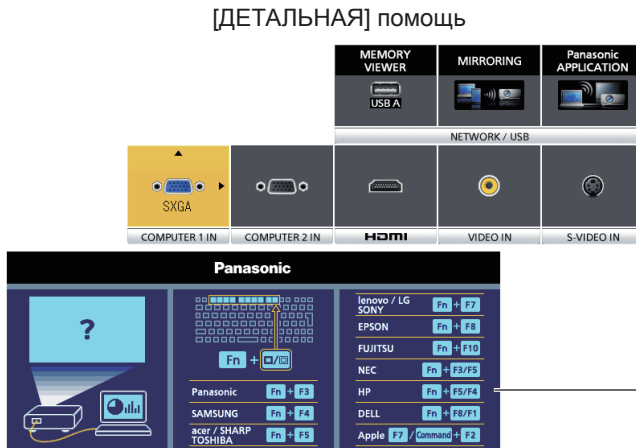 [ДЕТАЛЬНАЯ] помощь
MEMORY VIEWER
MIRRORING
Panasonic APPLICATION
USB A
NETWORK / USB
SXGA
COMPUTER 1 IN
COMPUTER 2 IN
HDMI
VIDEO IN
S-VIDEO IN
Panasonic
?
Fn +
Panasonic Fn + F3
SAMSUNG Fn + F4
acer / SHARP TOSHIBA Fn + F5
lenovo / LG SONY Fn + F7
EPSON Fn + F8
FUJITSU Fn + F10
NEC Fn + F3/F5
HP Fn + F5/F4
DELL Fn + F8/F1
Apple F7 / Command + F2